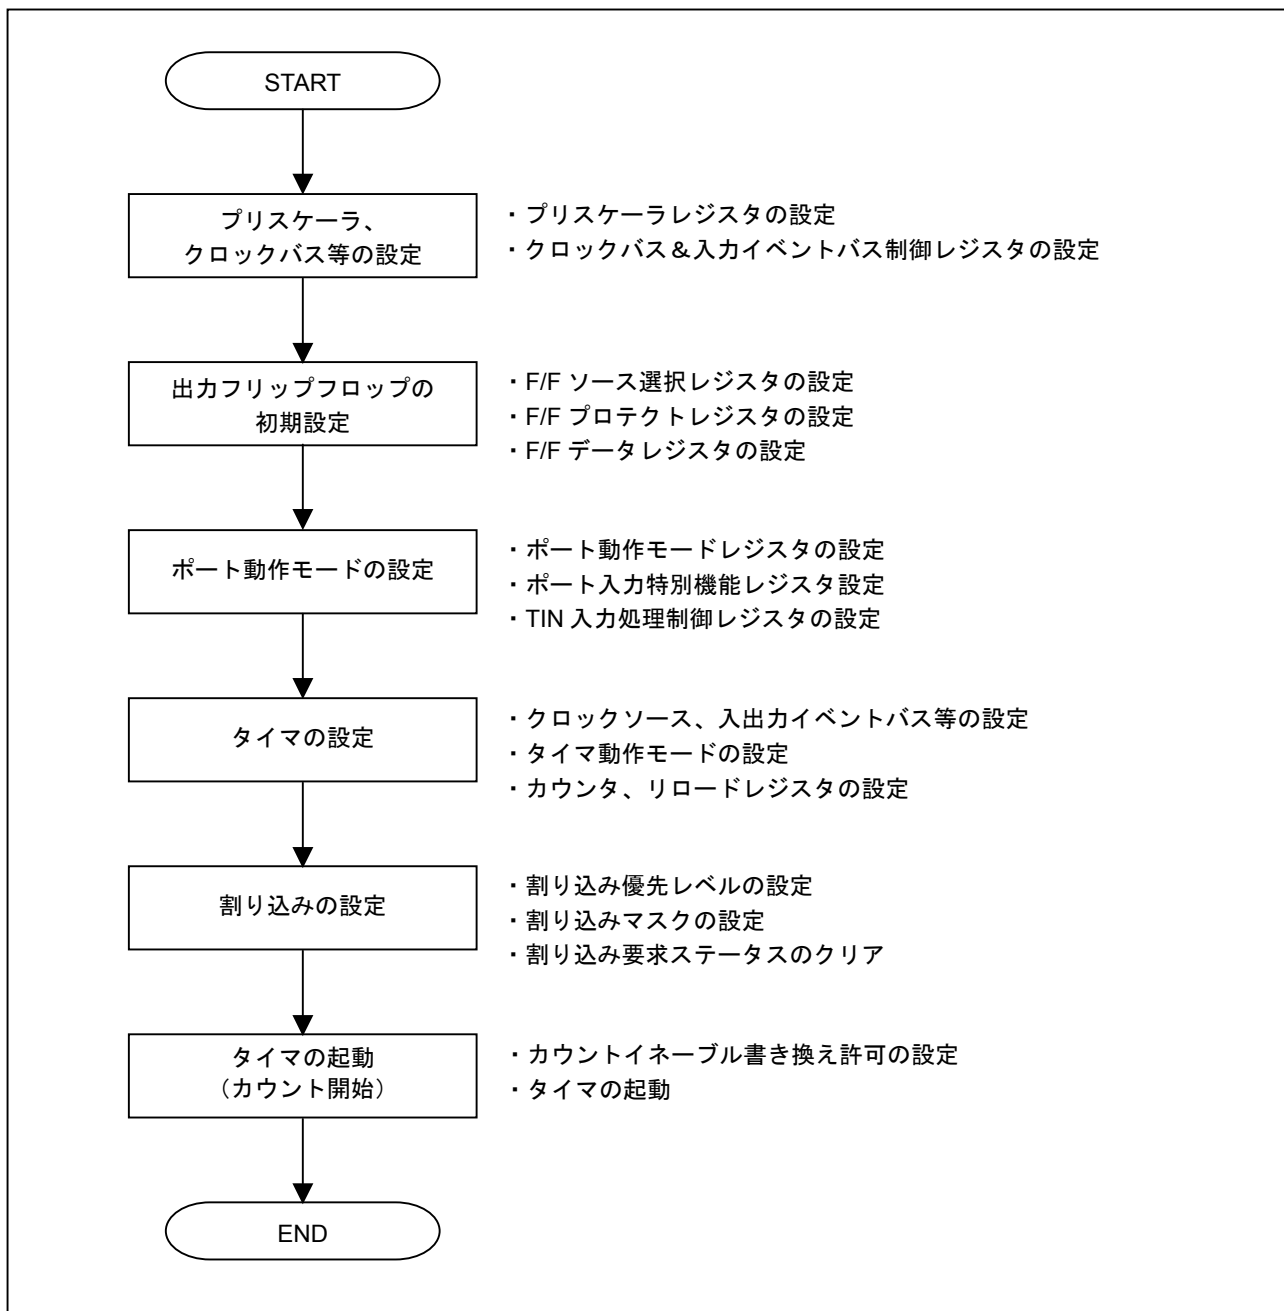 START
プリスケーラ、
クロックバス等の設定
・プリスケーラレジスタの設定
・クロックバス＆入力イベントバス制御レジスタの設定
出力フリップフロップの
初期設定
・F/F ソース選択レジスタの設定
・F/F プロテクトレジスタの設定
・F/F データレジスタの設定
ポート動作モードの設定
・ポート動作モードレジスタの設定
・ポート入力特別機能レジスタ設定
・TIN 入力処理制御レジスタの設定
タイマの設定
・クロックソース、入出力イベントバス等の設定
・タイマ動作モードの設定
・カウンタ、リロードレジスタの設定
割り込みの設定
・割り込み優先レベルの設定
・割り込みマスクの設定
・割り込み要求ステータスのクリア
タイマの起動
（カウント開始）
・カウントイネーブル書き換え許可の設定
・タイマの起動
END